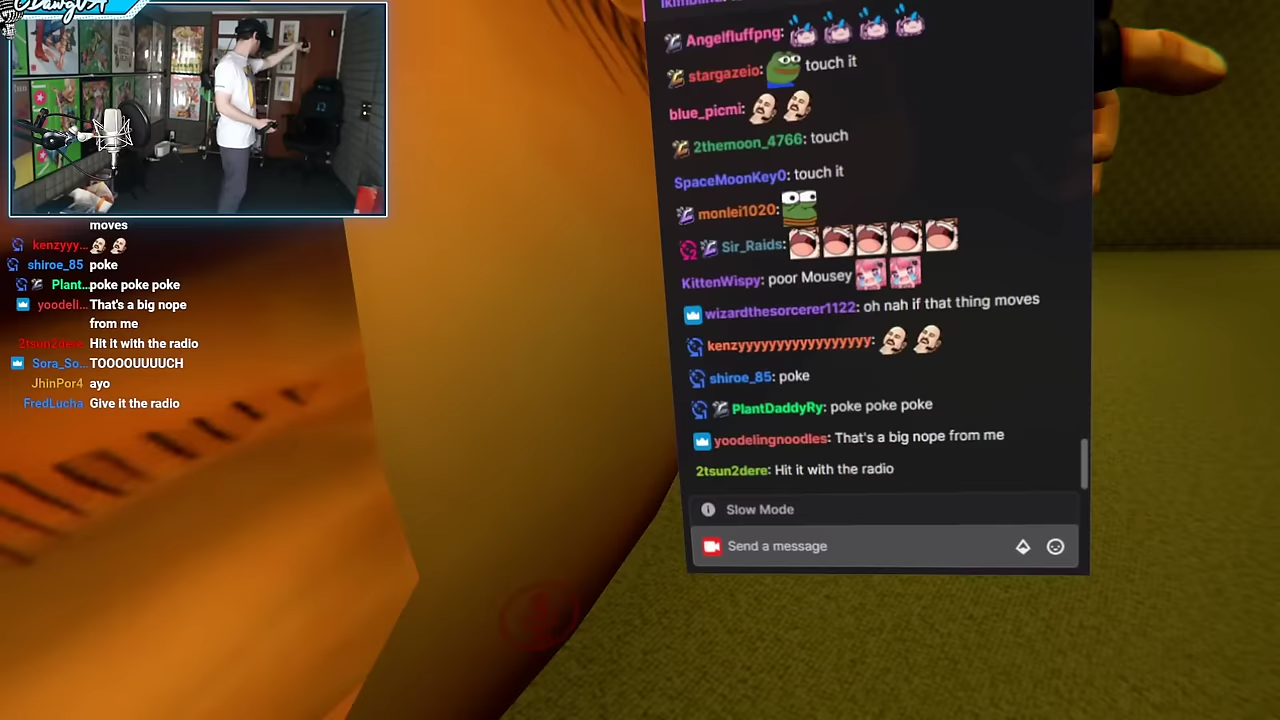 CDawgVA
moves
kenzyyy...
shiroe_85 poke
Plant... poke poke poke
yoodeli... That's a big nope
from me
2tsun2dere Hit it with the radio
Sora_So... TOOOOUUUUCH
JhinPor4 ayo
FredLucha Give it the radio
Angelfluffpng:
stargazeio: touch it
blue_picmi:
2themoon_4766: touch
SpaceMoonKey0: touch it
monlei1020:
2 Sir_Raids:
KittenWispy: poor Mousey
wizardthesorcerer1122: oh nah if that thing moves
kenzyyyyyyyyyyyyyyyyy:
shiroe_85: poke
PlantDaddyRy: poke poke poke
yoodelingnoodles: That's a big nope from me
2tsun2dere: Hit it with the radio
Slow Mode
Send a message